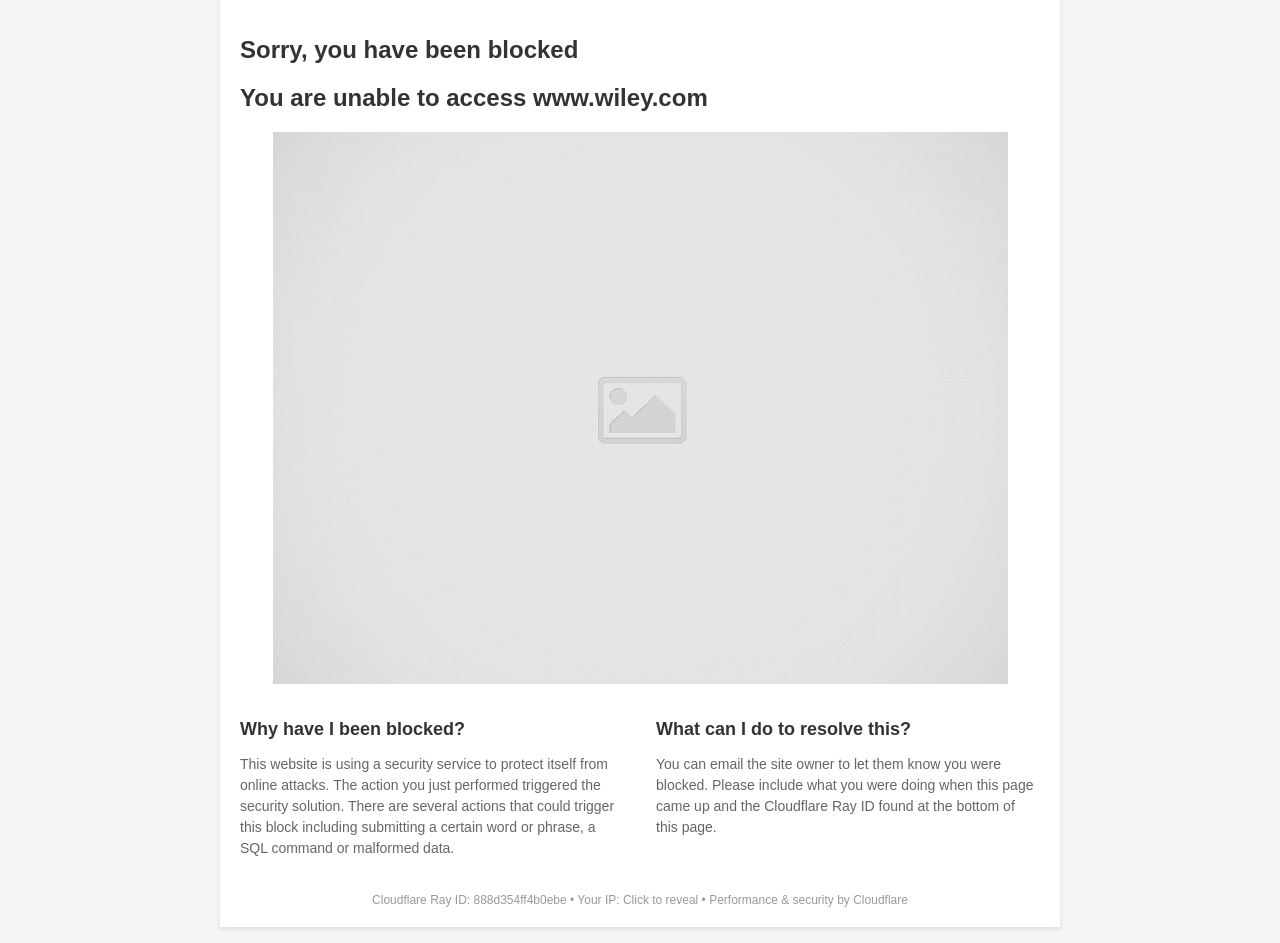 Sorry, you have been blocked
You are unable to access www.wiley.com
Why have I been blocked?
This website is using a security service to protect itself from
online attacks. The action you just performed triggered the
security solution. There are several actions that could trigger
this block including submitting a certain word or phrase, a
SQL command or malformed data.
What can I do to resolve this?
You can email the site owner to let them know you were
blocked. Please include what you were doing when this page
came up and the Cloudflare Ray ID found at the bottom of
this page.
Cloudflare Ray ID: 888d354ff4b0ebe • Your IP: Click to reveal • Performance & security by Cloudflare